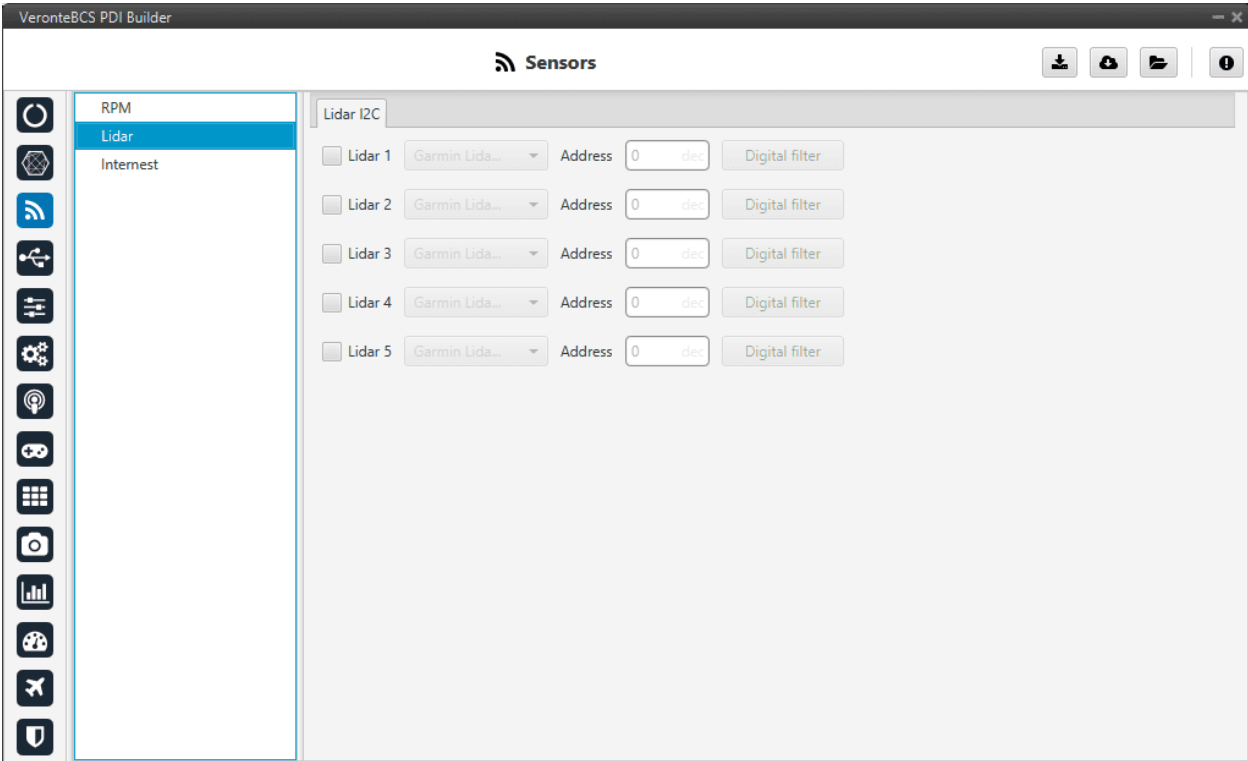 VeronteBCS PDI Builder
Sensors
RPM
Lidar
Internest
Lidar I2C
Lidar 1 Garmin Lida... Address 0 dec Digital filter
Lidar 2 Garmin Lida... Address 0 dec Digital filter
Lidar 3 Garmin Lida... Address 0 dec Digital filter
Lidar 4 Garmin Lida... Address 0 dec Digital filter
Lidar 5 Garmin Lida... Address 0 dec Digital filter